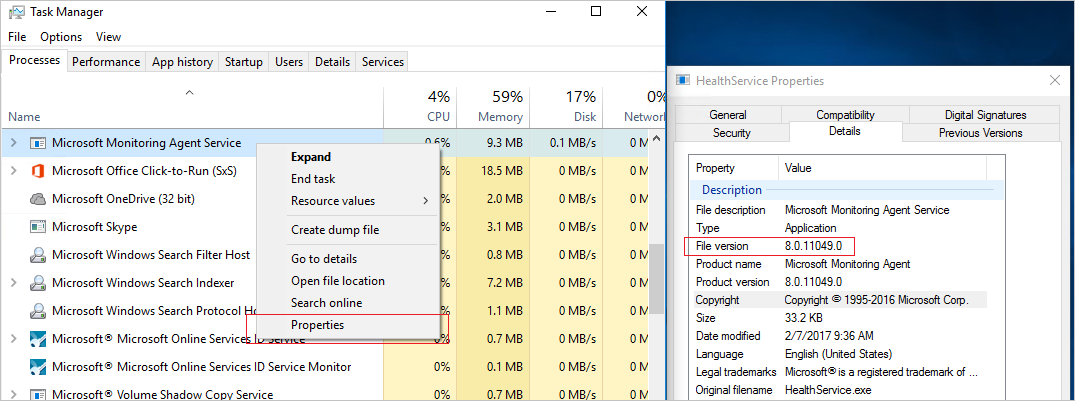 Task Manager
File Options View
Processes Performance App history Startup Users Details Services
4% 59% 17% 0%
Name CPU Memory Disk Network
Microsoft Monitoring Agent Service 0.6% 9.3 MB 0.1 MB/s 0 M
Microsoft Office Click-to-Run (SxS) 18.5 MB 0 MB/s 0 M
Microsoft OneDrive (32 bit) 2.0 MB 0 MB/s 0 M
Microsoft Skype 3.1 MB 0 MB/s 0 M
Microsoft Windows Search Filter Host 0.8 MB 0 MB/s 0 M
Microsoft Windows Search Indexer 7.2 MB 0 MB/s 0 M
Microsoft Windows Search Protocol Ho 1.1 MB 0 MB/s 0 M
Microsoft® Microsoft Online Services ID Service 0% 0.7 MB 0 MB/s 0 M
Microsoft® Microsoft Online Services ID Service Monitor 0% 0.1 MB 0 MB/s 0 M
Microsoft® Volume Shadow Copy Service 0% 0.2 MB 0 MB/s 0 M
Expand
End task
Resource values
Create dump file
Go to details
Open file location
Search online
Properties
HealthService Properties
General Compatibility Digital Signatures
Security Details Previous Versions
Property Value
Description
File description Microsoft Monitoring Agent Service
Type Application
File version 8.0.11049.0
Product name Microsoft Monitoring Agent
Product version 8.0.11049.0
Copyright Copyright © 1995-2016 Microsoft Corp.
Size 33.2 KB
Date modified 2/7/2017 9:36 AM
Language English (United States)
Legal trademarks Microsoft® is a registered trademark of ...
Original filename HealthService.exe